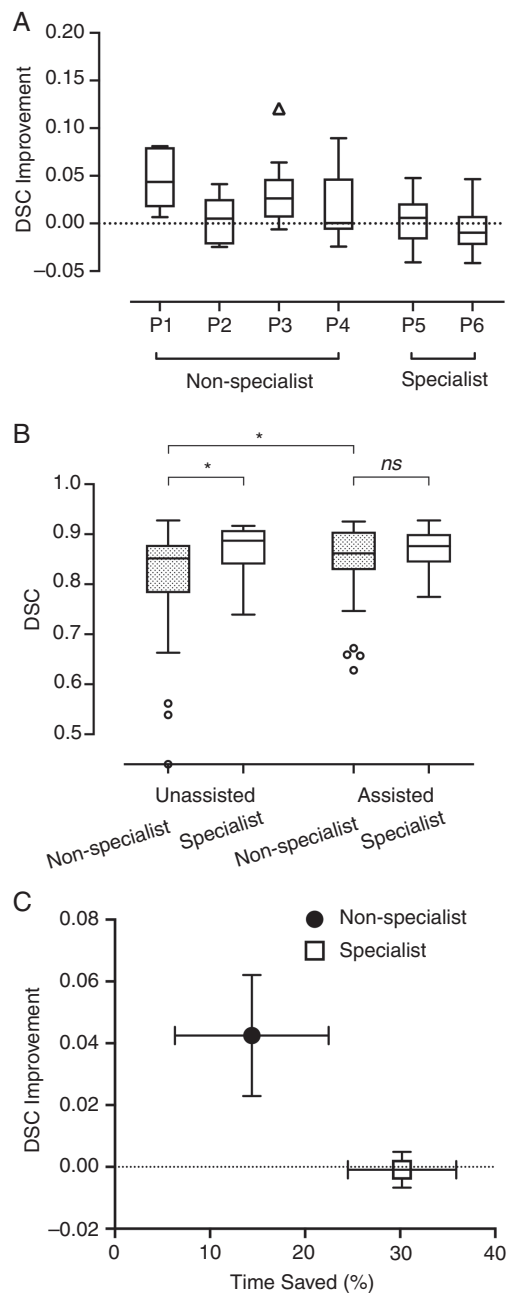 A
DSC Improvement
0.20
0.15
0.10
0.05
0.00
−0.05
P1 P2 P3 P4 P5 P6
Non-specialist Specialist
B
*
* ns
DSC
1.0
0.9
0.8
0.7
0.6
0.5
Unassisted Assisted
Non-specialist Specialist Non-specialist Specialist
C
DSC Improvement
0.08
0.06
0.04
0.02
0.00
−0.02
Non-specialist
Specialist
0 10 20 30 40
Time Saved (%)